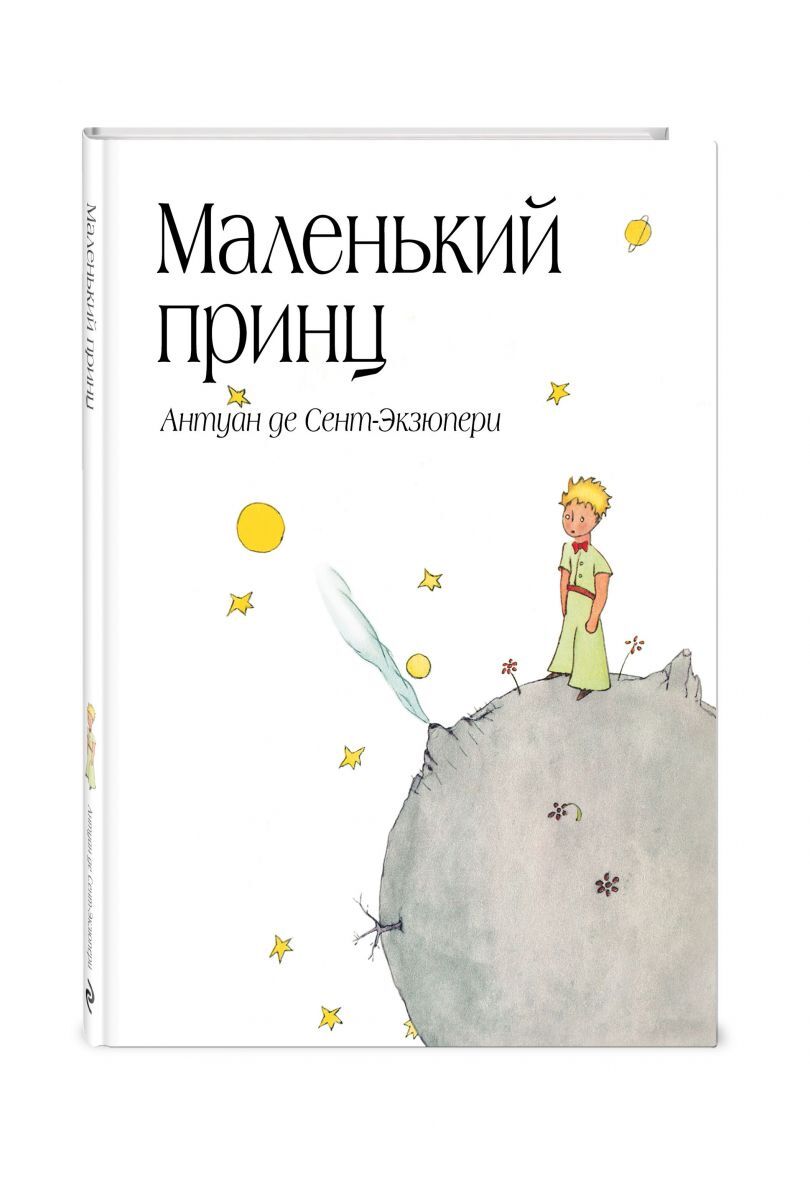 Маленький
принц
Антуан де Сент-Экзюпери
Маленький принц
Антуан де Сент-Экзюпери